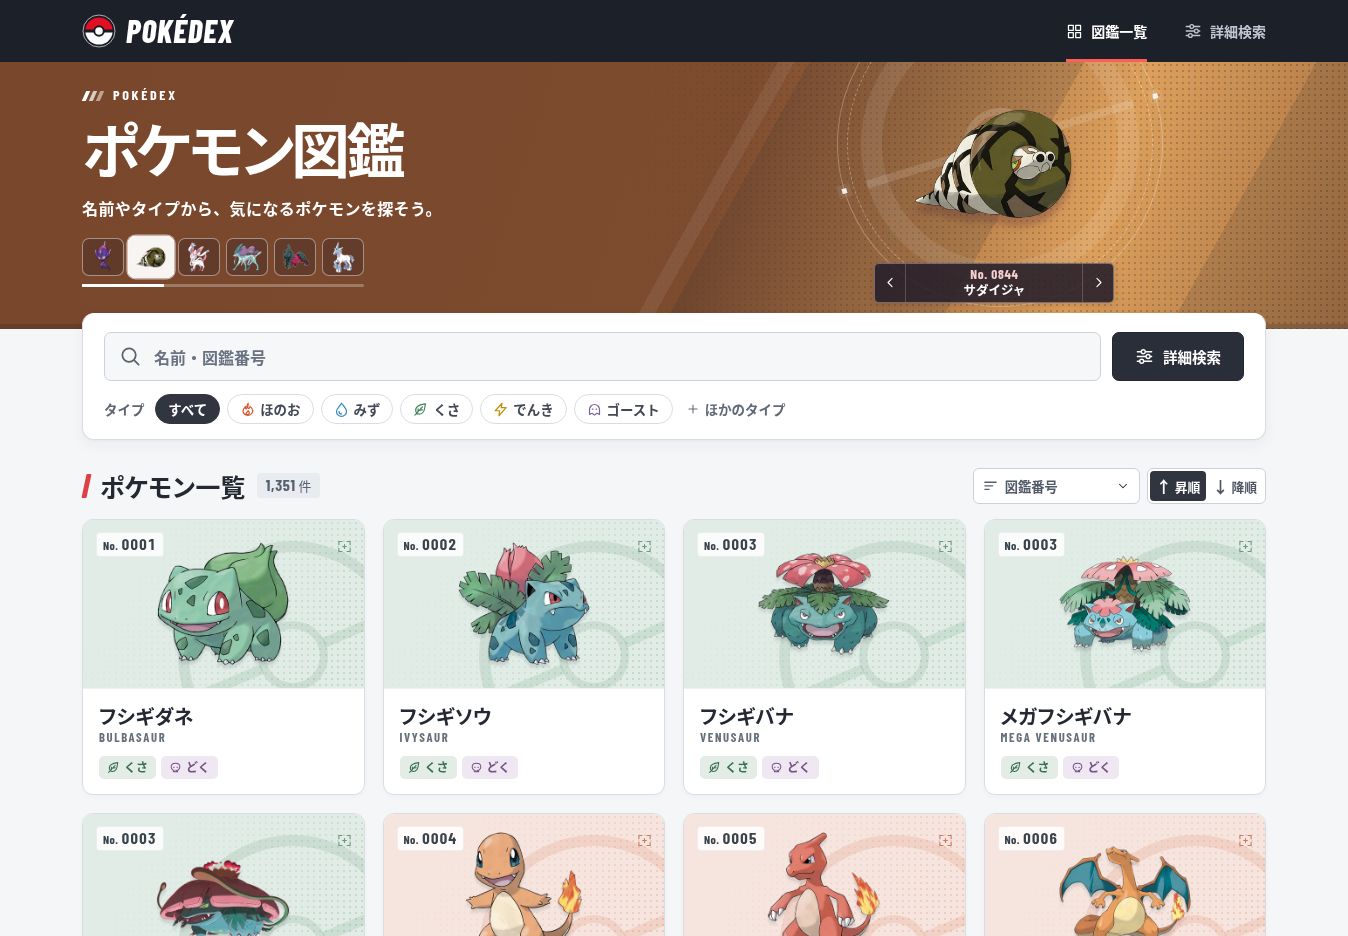 POKÉDEX
図鑑一覧
詳細検索
POKÉDEX
ポケモン図鑑
名前やタイプから、気になるポケモンを探そう。
No. 0844
サダイジャ
名前・図鑑番号
詳細検索
タイプ すべて ほのお みず くさ でんき ゴースト + ほかのタイプ
ポケモン一覧 1,351 件
図鑑番号
↑ 昇順
↓ 降順
No. 0001
フシギダネ
BULBASAUR
くさ どく
No. 0002
フシギソウ
IVYSAUR
くさ どく
No. 0003
フシギバナ
VENUSAUR
くさ どく
No. 0003
メガフシギバナ
MEGA VENUSAUR
くさ どく
No. 0003
No. 0004
No. 0005
No. 0006